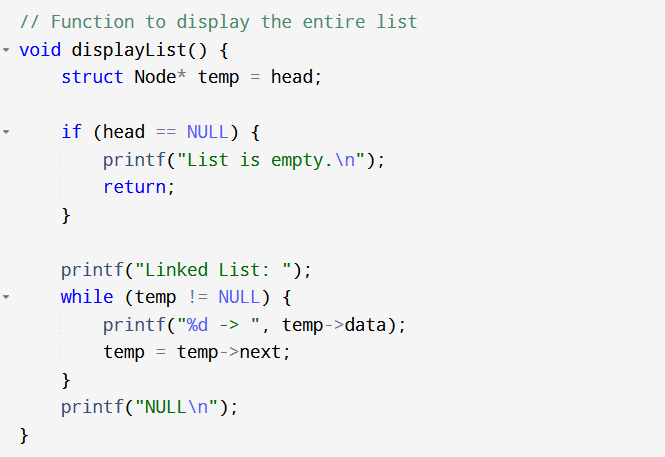 // Function to display the entire list
void displayList() {
    struct Node* temp = head;

    if (head == NULL) {
        printf("List is empty.\n");
        return;
    }

    printf("Linked List: ");
    while (temp != NULL) {
        printf("%d -> ", temp->data);
        temp = temp->next;
    }
    printf("NULL\n");
}